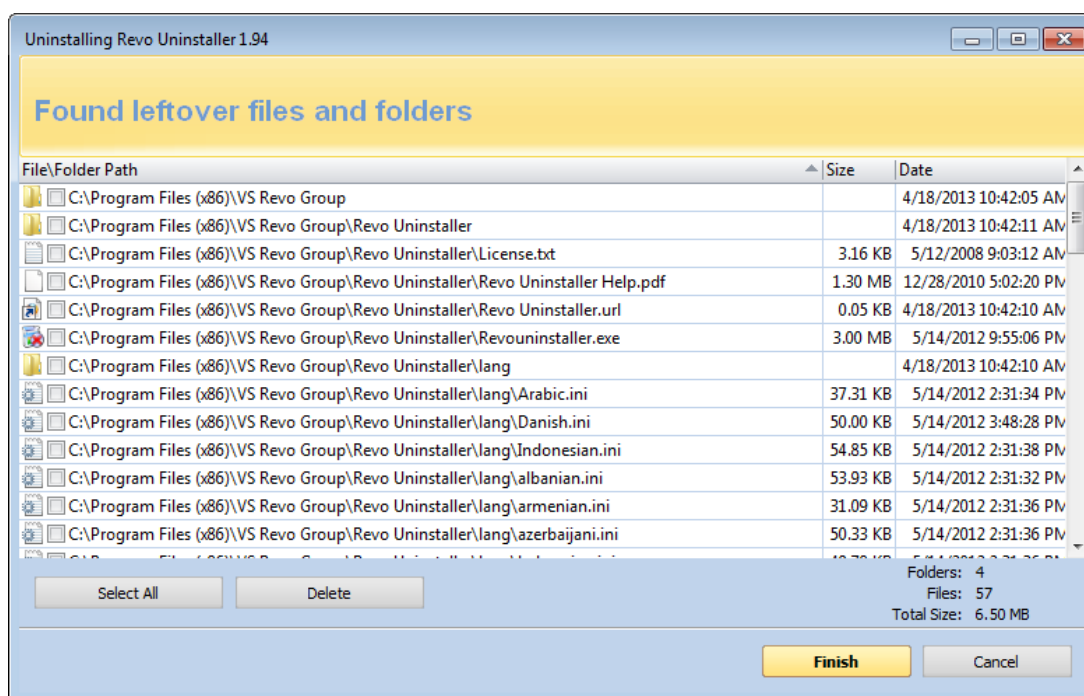 Uninstalling Revo Uninstaller 1.94
Found leftover files and folders
File\Folder Path Size Date
C:\Program Files (x86)\VS Revo Group 4/18/2013 10:42:05 AM
C:\Program Files (x86)\VS Revo Group\Revo Uninstaller 4/18/2013 10:42:11 AM
C:\Program Files (x86)\VS Revo Group\Revo Uninstaller\License.txt 3.16 KB 5/12/2008 9:03:12 AM
C:\Program Files (x86)\VS Revo Group\Revo Uninstaller\Revo Uninstaller Help.pdf 1.30 MB 12/28/2010 5:02:20 PM
C:\Program Files (x86)\VS Revo Group\Revo Uninstaller\Revo Uninstaller.url 0.05 KB 4/18/2013 10:42:10 AM
C:\Program Files (x86)\VS Revo Group\Revo Uninstaller\Revouninstaller.exe 3.00 MB 5/14/2012 9:55:06 PM
C:\Program Files (x86)\VS Revo Group\Revo Uninstaller\lang 4/18/2013 10:42:10 AM
C:\Program Files (x86)\VS Revo Group\Revo Uninstaller\lang\Arabic.ini 37.31 KB 5/14/2012 2:31:34 PM
C:\Program Files (x86)\VS Revo Group\Revo Uninstaller\lang\Danish.ini 50.00 KB 5/14/2012 3:48:28 PM
C:\Program Files (x86)\VS Revo Group\Revo Uninstaller\lang\Indonesian.ini 54.85 KB 5/14/2012 2:31:38 PM
C:\Program Files (x86)\VS Revo Group\Revo Uninstaller\lang\albanian.ini 53.93 KB 5/14/2012 2:31:32 PM
C:\Program Files (x86)\VS Revo Group\Revo Uninstaller\lang\armenian.ini 31.09 KB 5/14/2012 2:31:36 PM
C:\Program Files (x86)\VS Revo Group\Revo Uninstaller\lang\azerbaijani.ini 50.33 KB 5/14/2012 2:31:36 PM
Select All Delete
Folders: 4
Files: 57
Total Size: 6.50 MB
Finish Cancel